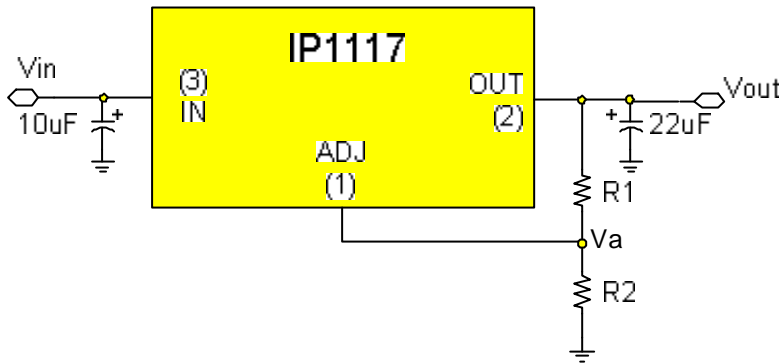 IP1117
Vin
(3)
IN
OUT
(2)
Vout
10uF
22uF
ADJ
(1)
R1
Va
R2